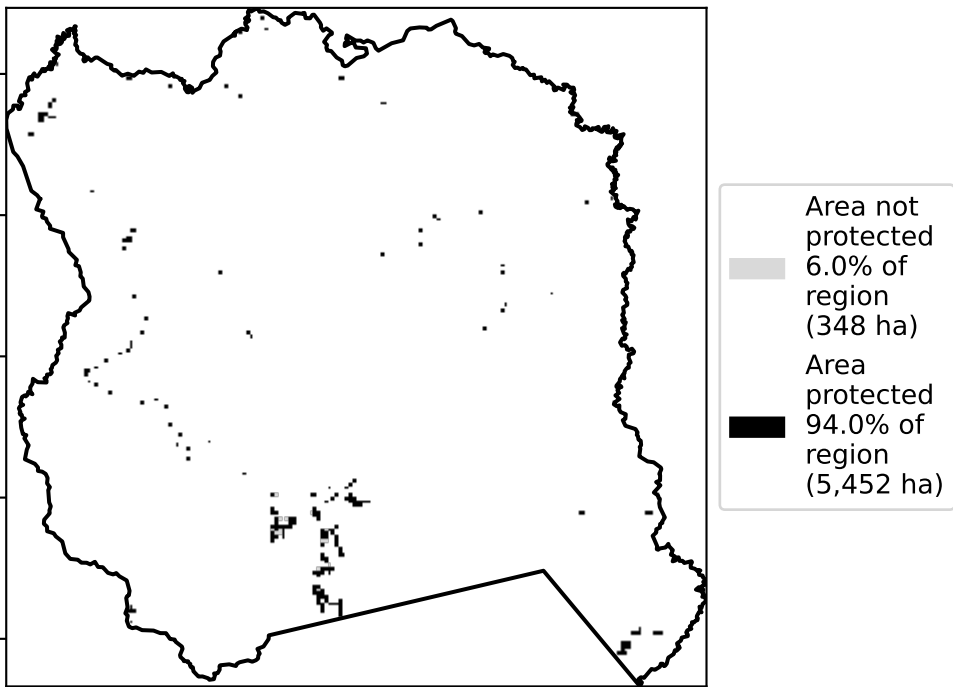 Area not
protected
6.0% of
region
(348 ha)
Area
protected
94.0% of
region
(5,452 ha)